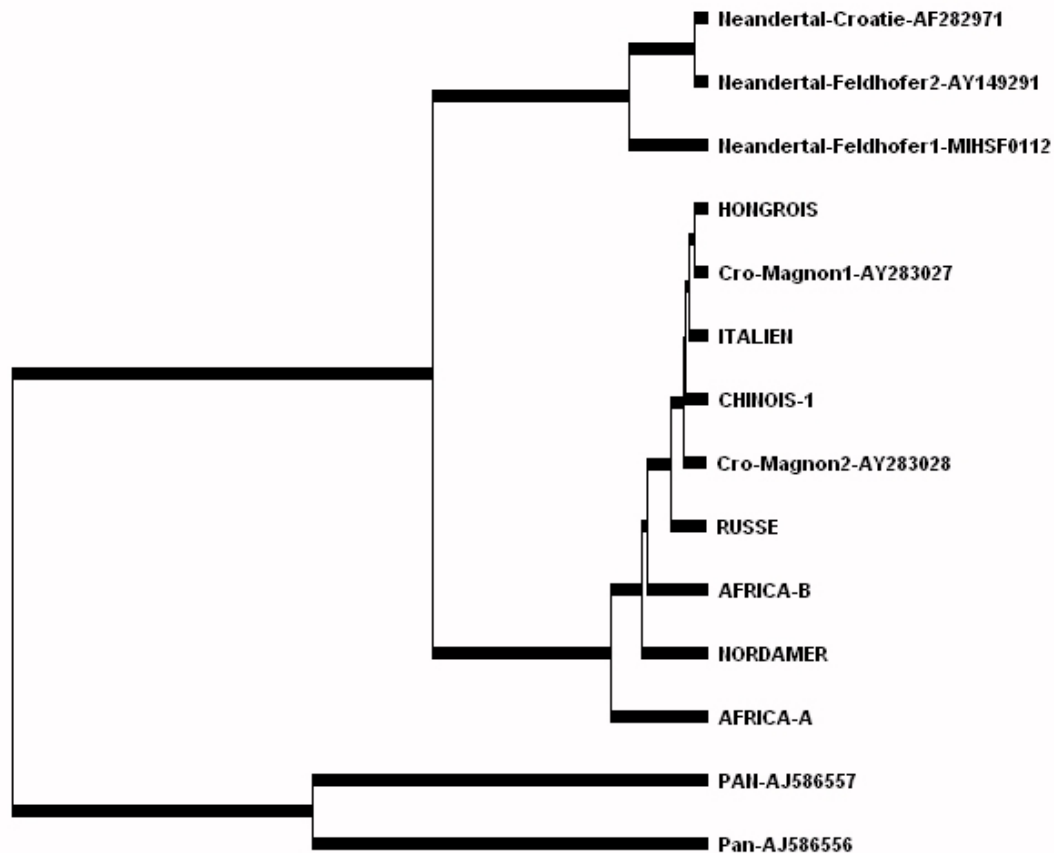 Neandertal-Croatie-AF282971
Neandertal-Feldhofer2-AY149291
Neandertal-Feldhofer1-MIHSF0112
HONGROIS
Cro-Magnon1-AY283027
ITALIEN
CHINOIS-1
Cro-Magnon2-AY283028
RUSSE
AFRICA-B
NORDAMER
AFRICA-A
PAN-AJ586557
Pan-AJ586556